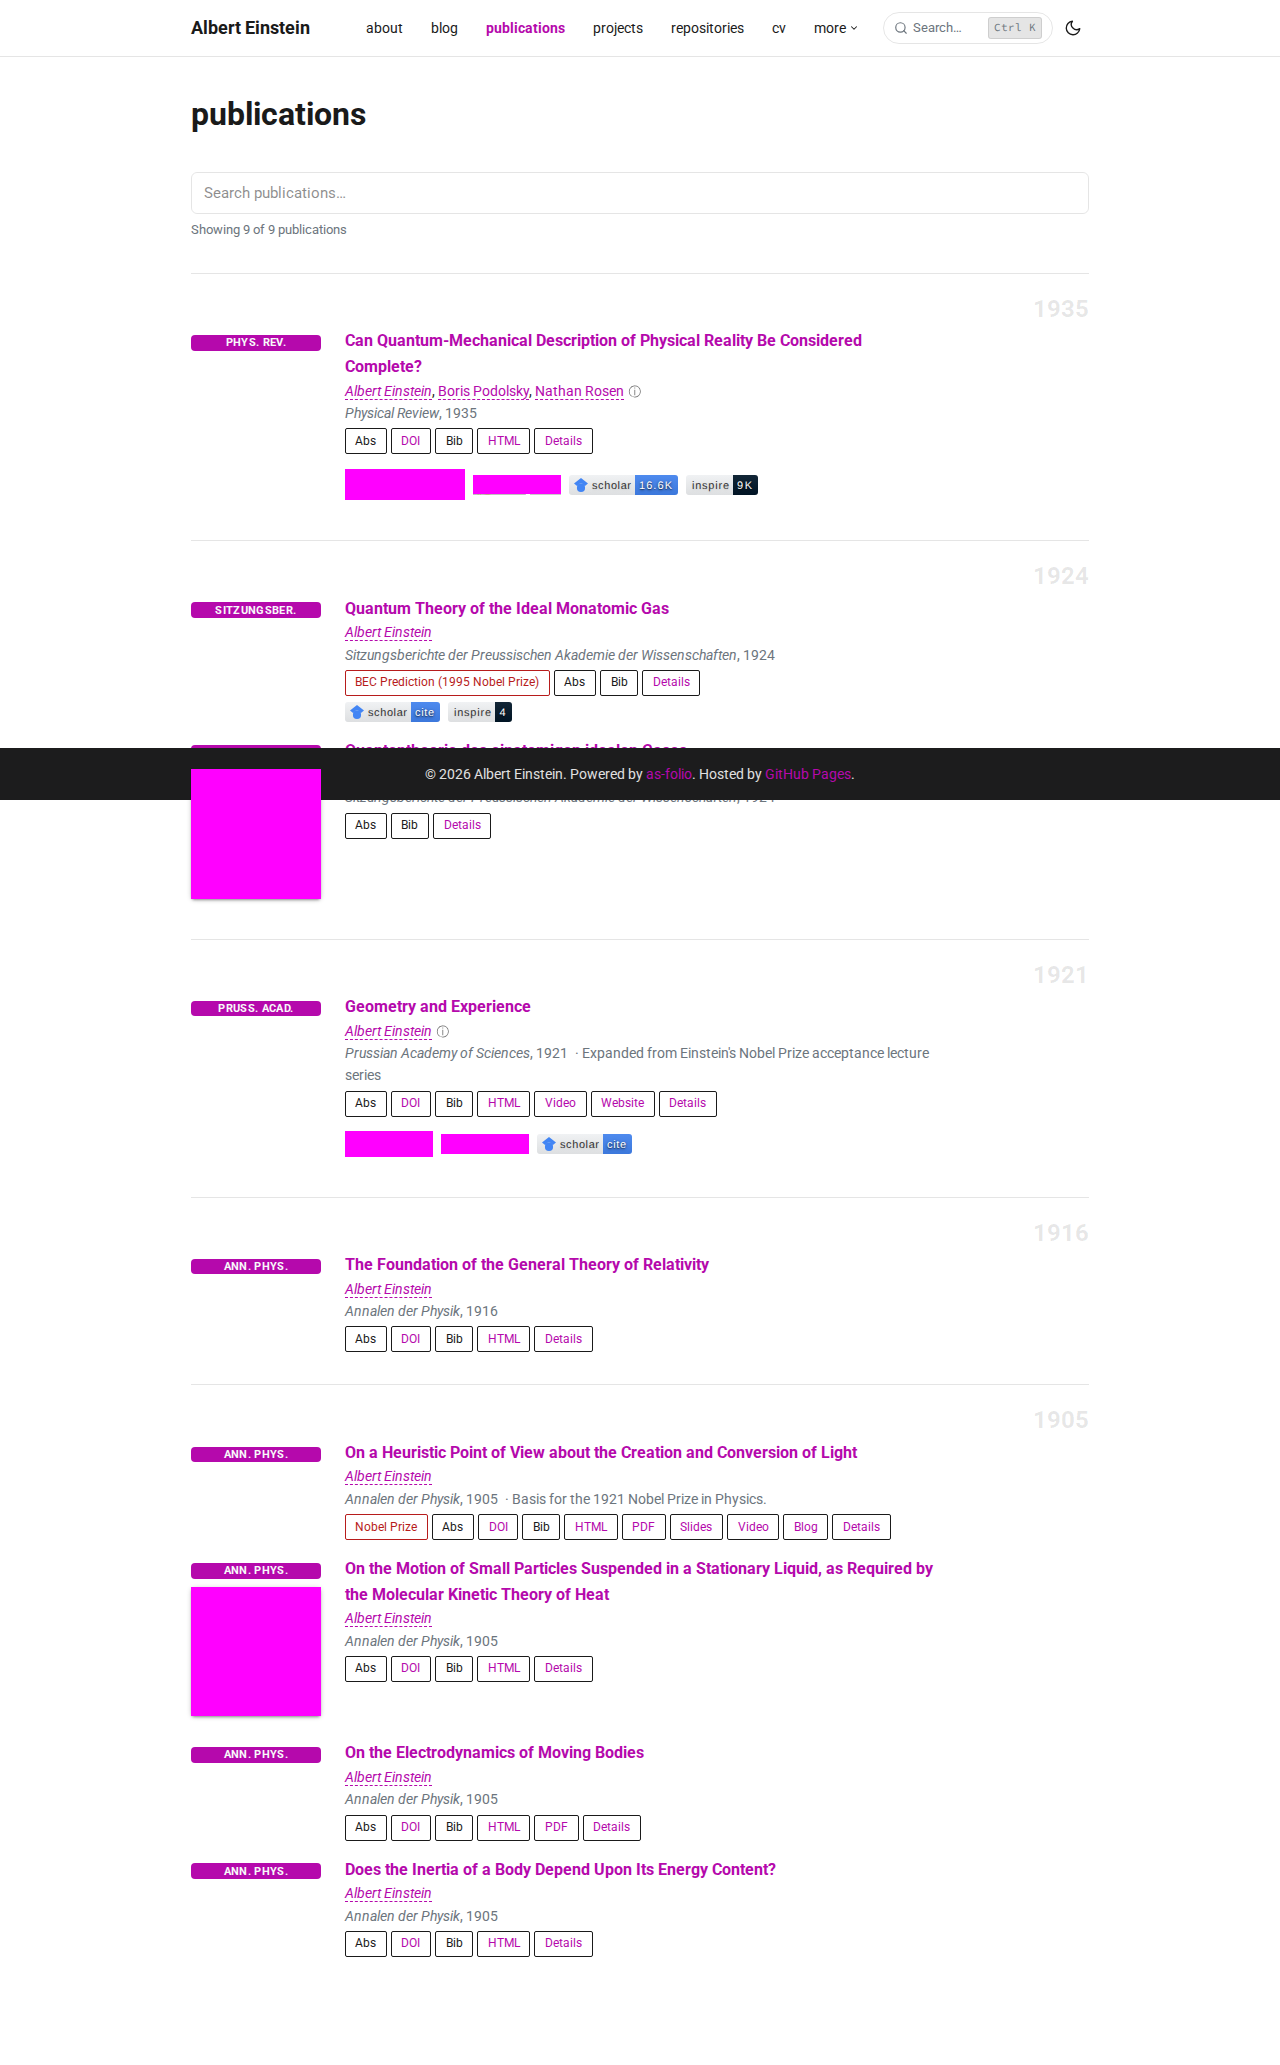 Albert Einstein about blog publications projects repositories cv more Search... Ctrl K
publications
Search publications...
Showing 9 of 9 publications
1935
PHYS. REV.
Can Quantum-Mechanical Description of Physical Reality Be Considered
Complete?
Albert Einstein, Boris Podolsky, Nathan Rosen ⓘ
Physical Review, 1935
Abs DOI Bib HTML Details
scholar 16.6K inspire 9K
1924
SITZUNGSBER.
Quantum Theory of the Ideal Monatomic Gas
Albert Einstein
Sitzungsberichte der Preussischen Akademie der Wissenschaften, 1924
BEC Prediction (1995 Nobel Prize) Abs Bib Details
scholar cite inspire 4
© 2026 Albert Einstein. Powered by as-folio. Hosted by GitHub Pages.
Abs Bib Details
1921
PRUSS. ACAD.
Geometry and Experience
Albert Einstein ⓘ
Prussian Academy of Sciences, 1921 · Expanded from Einstein's Nobel Prize acceptance lecture
series
Abs DOI Bib HTML Video Website Details
scholar cite
1916
ANN. PHYS.
The Foundation of the General Theory of Relativity
Albert Einstein
Annalen der Physik, 1916
Abs DOI Bib HTML Details
1905
ANN. PHYS.
On a Heuristic Point of View about the Creation and Conversion of Light
Albert Einstein
Annalen der Physik, 1905 · Basis for the 1921 Nobel Prize in Physics.
Nobel Prize Abs DOI Bib HTML PDF Slides Video Blog Details
ANN. PHYS.
On the Motion of Small Particles Suspended in a Stationary Liquid, as Required by
the Molecular Kinetic Theory of Heat
Albert Einstein
Annalen der Physik, 1905
Abs DOI Bib HTML Details
ANN. PHYS.
On the Electrodynamics of Moving Bodies
Albert Einstein
Annalen der Physik, 1905
Abs DOI Bib HTML PDF Details
ANN. PHYS.
Does the Inertia of a Body Depend Upon Its Energy Content?
Albert Einstein
Annalen der Physik, 1905
Abs DOI Bib HTML Details